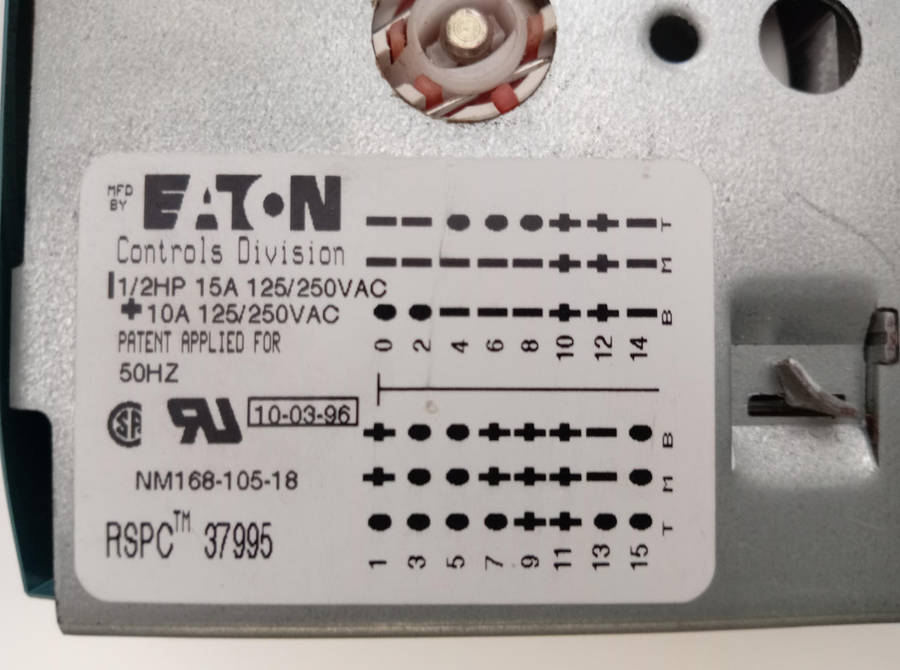 MFD
BY
EATON
Controls Division
1/2HP 15A 125/250VAC
+ 10A 125/250VAC
PATENT APPLIED FOR
50HZ
SA
RU
10-03-96
NM168-105-18
RSPC™ 37995
— — ● ● ● + + — T
— — — — — + + — M
● ● — — — + + — B
0 2 4 6 8 10 12 14
+ ● ● + + + — ● B
+ ● ● + + + — ● M
● ● ● ● + + ● ● T
1 3 5 7 9 11 13 15